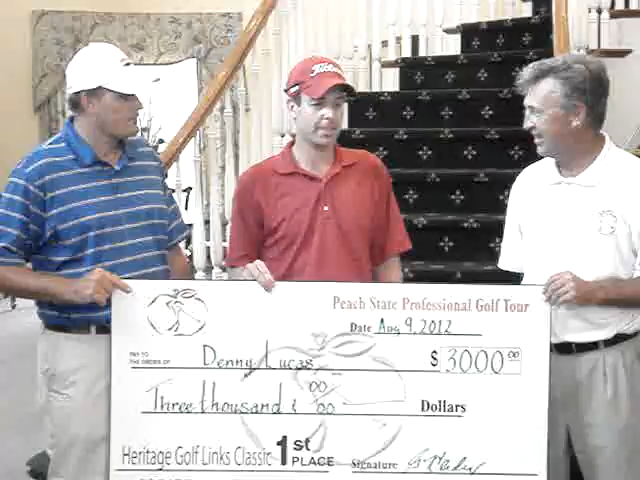 Titleist
Peach State Professional Golf Tour
Date Aug 9, 2012
PAY TO
THE ORDER OF Denny Lucas $ 3000 00
Three thousand & 00/00 Dollars
Heritage Golf Links Classic 1st PLACE Signature